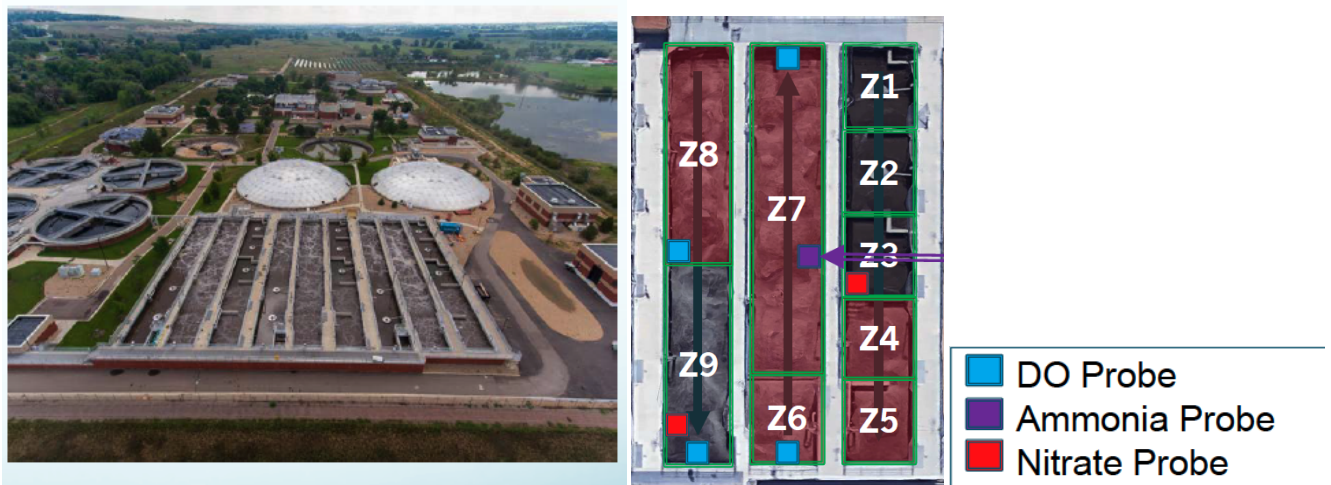 Z1
Z8
Z2
Z7
Z3
Z4
Z9
Z6
Z5
DO Probe
Ammonia Probe
Nitrate Probe